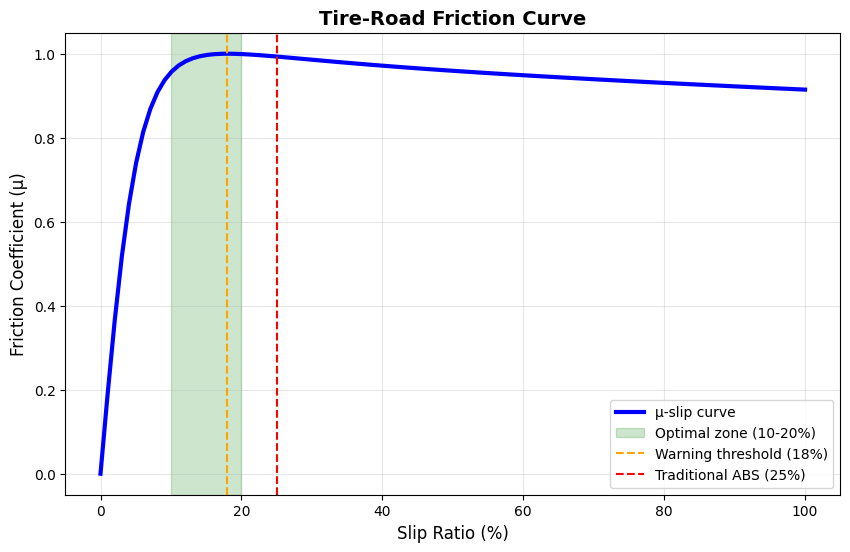 Tire-Road Friction Curve
Friction Coefficient (μ)
1.0
0.8
0.6
0.4
0.2
0.0
0 20 40 60 80 100
Slip Ratio (%)
μ-slip curve
Optimal zone (10-20%)
Warning threshold (18%)
Traditional ABS (25%)